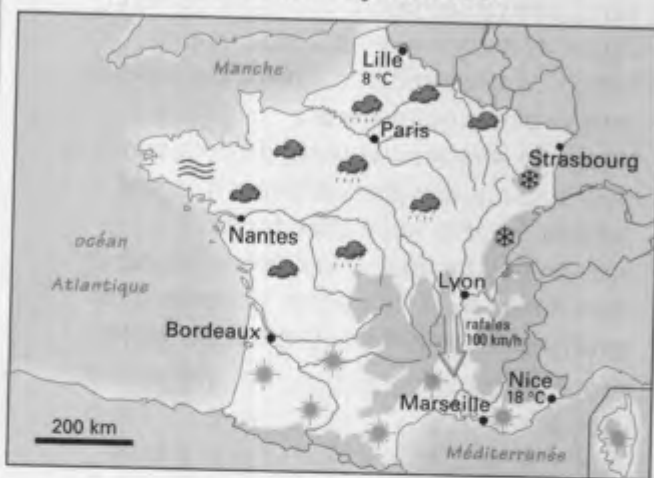 Lille
8 °C
Manche
Paris
Strasbourg
Nantes
océan
Atlantique
Lyon
rafales
100 km/h
Bordeaux
Nice
18 °C
Marseille
200 km
Méditerranée